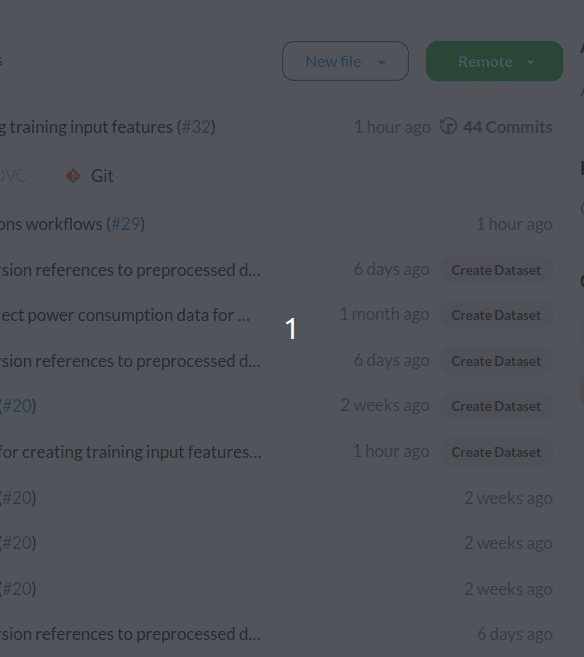 s
New file
Remote
g training input features (#32) 1 hour ago 44 Commits
DVC Git
ons workflows (#29) 1 hour ago
rsion references to preprocessed d... 6 days ago Create Dataset
ect power consumption data for ... 1 month ago Create Dataset
1
rsion references to preprocessed d... 6 days ago Create Dataset
(#20) 2 weeks ago Create Dataset
for creating training input features... 1 hour ago Create Dataset
(#20) 2 weeks ago
(#20) 2 weeks ago
(#20) 2 weeks ago
rsion references to preprocessed d... 6 days ago